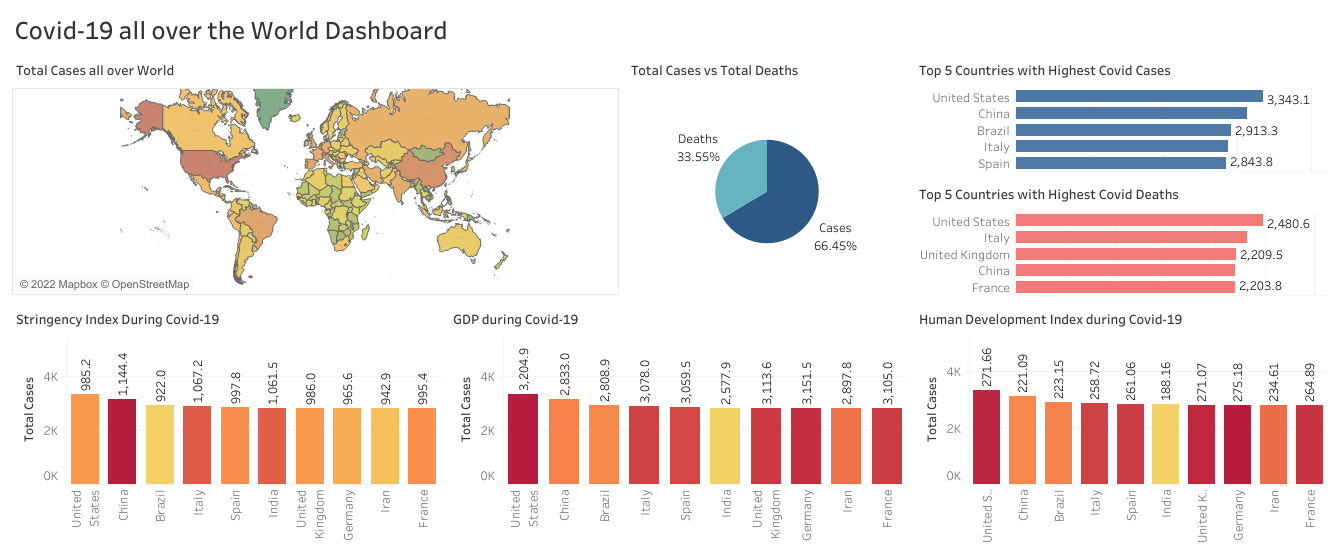 Covid-19 all over the World Dashboard
Total Cases all over World
© 2022 Mapbox © OpenStreetMap
Total Cases vs Total Deaths
Deaths
33.55%
Cases
66.45%
Top 5 Countries with Highest Covid Cases
United States 3,343.1
China
Brazil 2,913.3
Italy
Spain 2,843.8
Top 5 Countries with Highest Covid Deaths
United States 2,480.6
Italy
United Kingdom 2,209.5
China
France 2,203.8
Stringency Index During Covid-19
Total Cases
4K
2K
0K
985.2
1,144.4
922.0
1,067.2
997.8
1,061.5
986.0
965.6
942.9
995.4
United
States
China
Brazil
Italy
Spain
India
United
Kingdom
Germany
Iran
France
GDP during Covid-19
Total Cases
4K
2K
0K
3,204.9
2,833.0
2,808.9
3,078.0
3,059.5
2,577.9
3,113.6
3,151.5
2,897.8
3,105.0
United
States
China
Brazil
Italy
Spain
India
United
Kingdom
Germany
Iran
France
Human Development Index during Covid-19
Total Cases
4K
2K
0K
271.66
221.09
223.15
258.72
261.06
188.16
271.07
275.18
234.61
264.89
United S..
China
Brazil
Italy
Spain
India
United K..
Germany
Iran
France